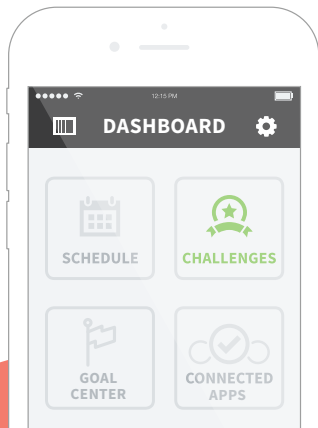 12:15 PM
DASHBOARD
SCHEDULE
CHALLENGES
GOAL
CENTER
CONNECTED
APPS